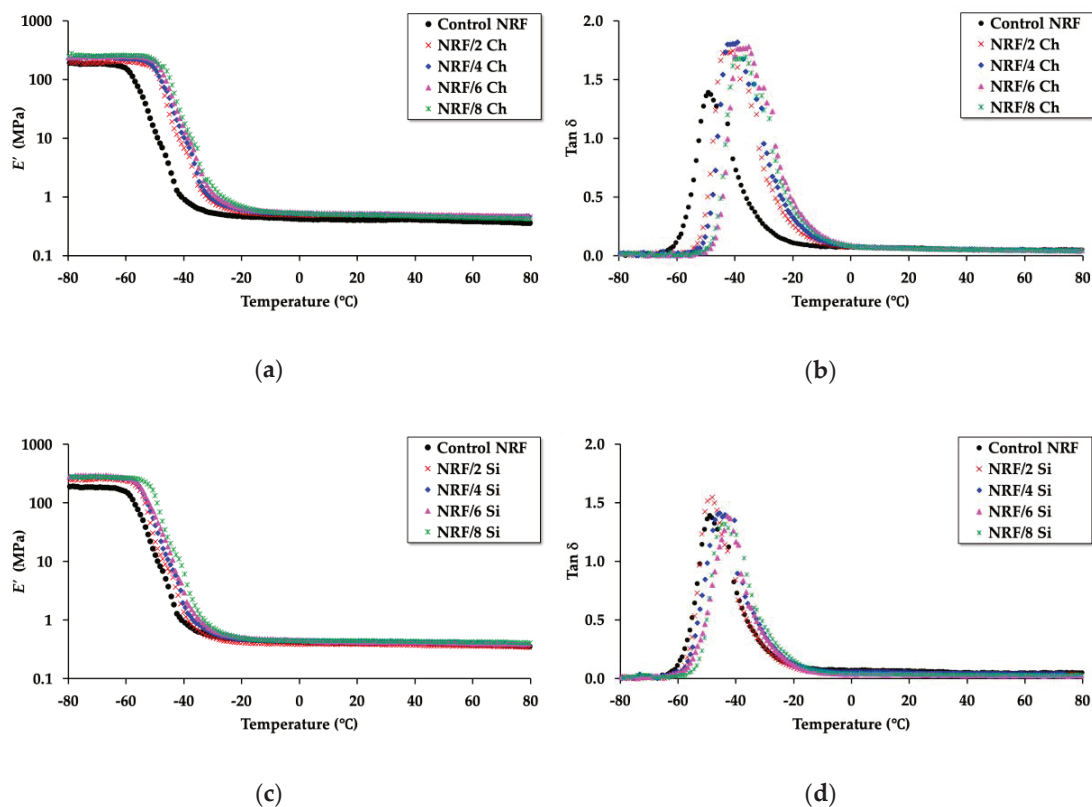 1000
100
10
1
0.1
E′ (MPa)
-80 -60 -40 -20 0 20 40 60 80
Temperature (°C)
Control NRF
NRF/2 Ch
NRF/4 Ch
NRF/6 Ch
NRF/8 Ch
(a)
2.0
1.5
1.0
0.5
0.0
Tan δ
-80 -60 -40 -20 0 20 40 60 80
Temperature (°C)
Control NRF
NRF/2 Ch
NRF/4 Ch
NRF/6 Ch
NRF/8 Ch
(b)
1000
100
10
1
0.1
E′ (MPa)
-80 -60 -40 -20 0 20 40 60 80
Temperature (°C)
Control NRF
NRF/2 Si
NRF/4 Si
NRF/6 Si
NRF/8 Si
(c)
2.0
1.5
1.0
0.5
0.0
Tan δ
-80 -60 -40 -20 0 20 40 60 80
Temperature (°C)
Control NRF
NRF/2 Si
NRF/4 Si
NRF/6 Si
NRF/8 Si
(d)